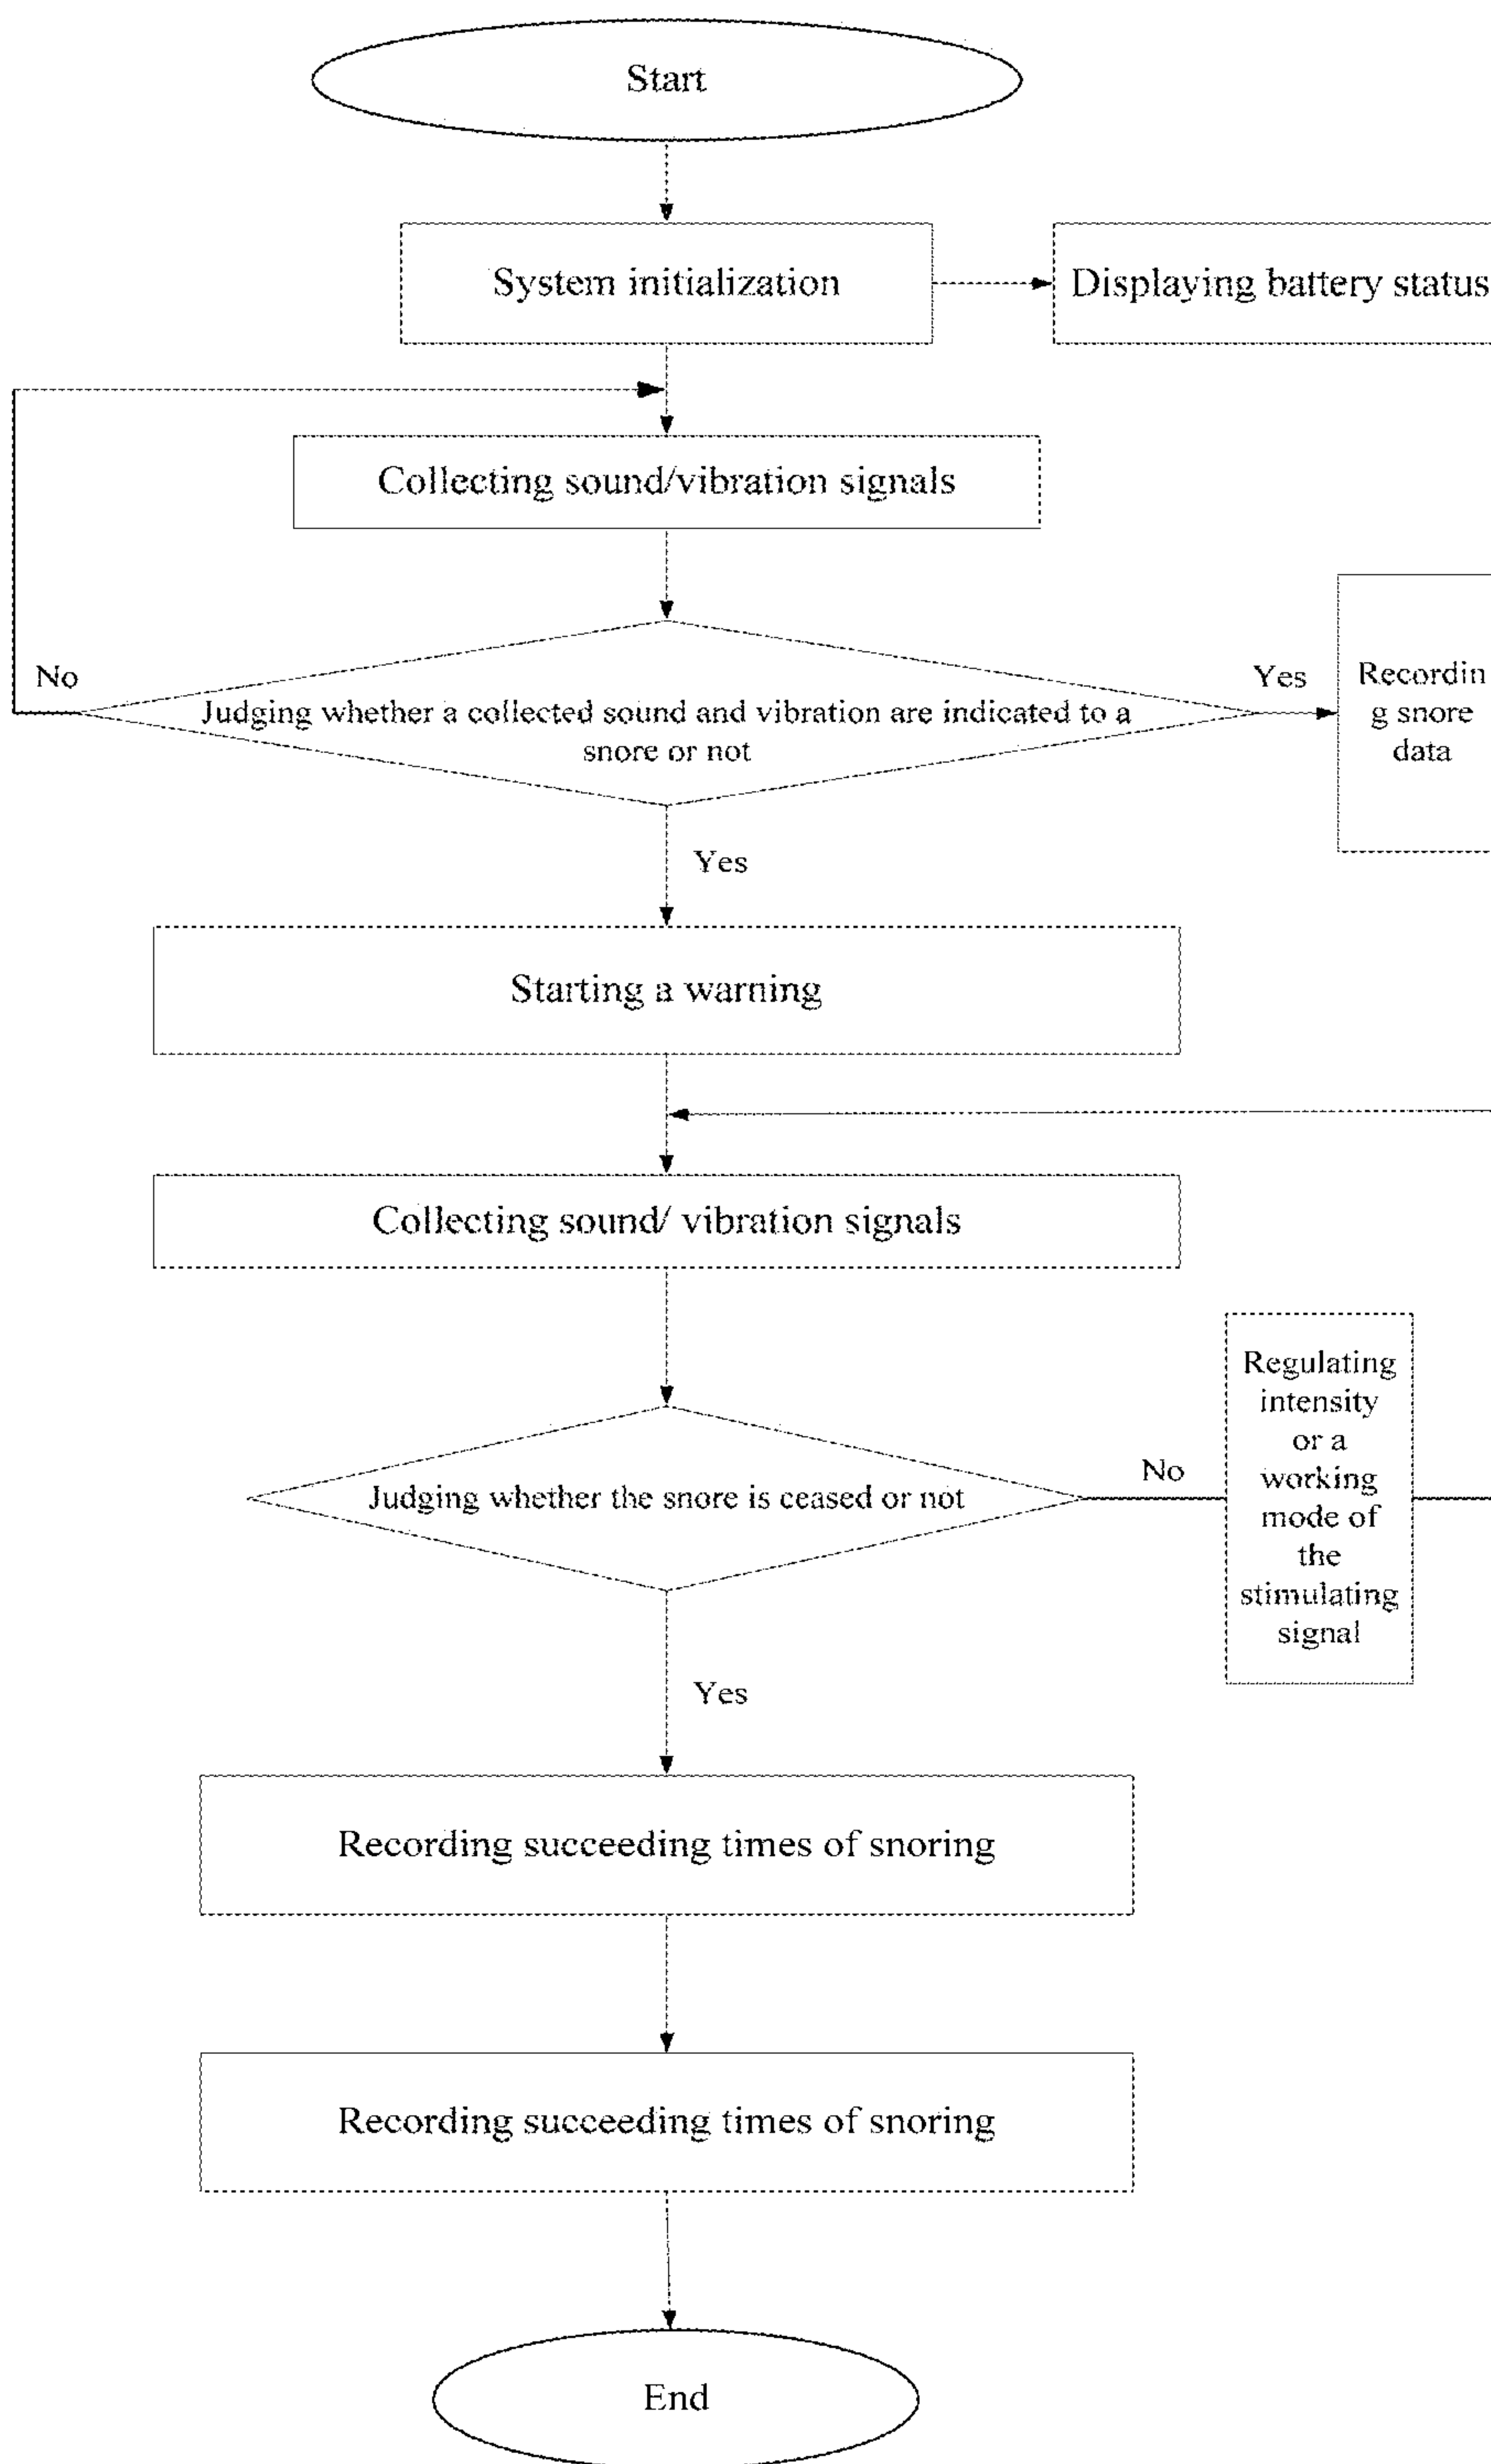 Start
System initialization
Displaying battery status
Collecting sound/vibration signals
No
Judging whether a collected sound and vibration are indicated to a
snore or not
Yes
Recordin
g snore
data
Yes
Starting a warning
Collecting sound/ vibration signals
Judging whether the snore is ceased or not
No
Regulating
intensity
or a
working
mode of
the
stimulating
signal
Yes
Recording succeeding times of snoring
Recording succeeding times of snoring
End